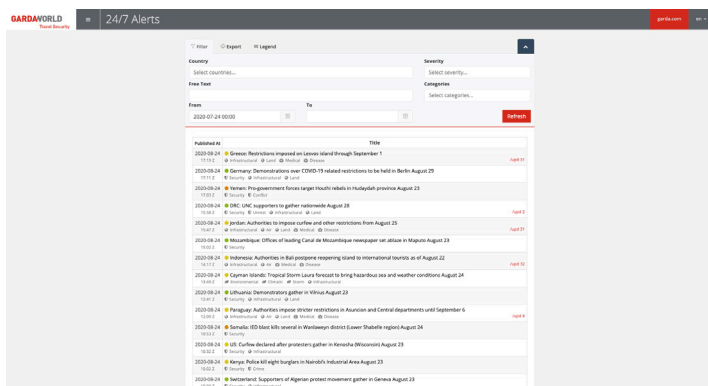 GARDAWORLD
Travel Security
24/7 Alerts
garda.com
en
Filter
Export
Legend
Country
Severity
Select countries...
Select severity...
Free Text
Categories
Select categories...
From
To
2020-07-24 00:00
Refresh
Published At
Title
2020-08-24 Greece: Restrictions imposed on Lesvos island through September 1
Infrastructural Land Medical Disease
2020-08-24 Germany: Demonstrations over COVID-19 related restrictions to be held in Berlin August 29
17:11 Z Security Infrastructural Land
2020-08-24 Yemen: Pro-government forces target Houthi rebels in Hudaydah province August 23
17:03 Z Security Conflict
2020-08-24 DRC: UNC supporters to gather nationwide August 28
Security Unrest Infrastructural Land
2020-08-24 Jordan: Authorities to impose curfew and other restrictions from August 25
15:47 Z Infrastructural Air Land Medical Disease
2020-08-24 Mozambique: Offices of leading Canal de Mozambique newspaper set ablaze in Maputo August 23
Security
2020-08-24 Indonesia: Authorities in Bali postpone reopening island to international tourists as of August 22
14:17 Z Infrastructural Air Land Medical Disease
2020-08-24 Cayman Islands: Tropical Storm Laura forecast to bring hazardous sea and weather conditions August 24
Environmental Climate Storm Infrastructural
2020-08-24 Lithuania: Demonstrators gather in Vilnius August 23
Security Infrastructural Land
2020-08-24 Paraguay: Authorities impose stricter restrictions in Asuncion and Central departments until September 6
Infrastructural Air Land Medical Disease
2020-08-24 Somalia: IED blast kills several in Wanlaweyn district (Lower Shabelle region) August 24
10:53 Z Security
2020-08-24 US: Curfew declared after protesters gather in Kenosha (Wisconsin) August 23
Security Infrastructural
2020-08-24 Kenya: Police kill eight burglars in Nairobi's Industrial Area August 23
Security Crime
2020-08-24 Switzerland: Supporters of Algerian protest movement gather in Geneva August 23